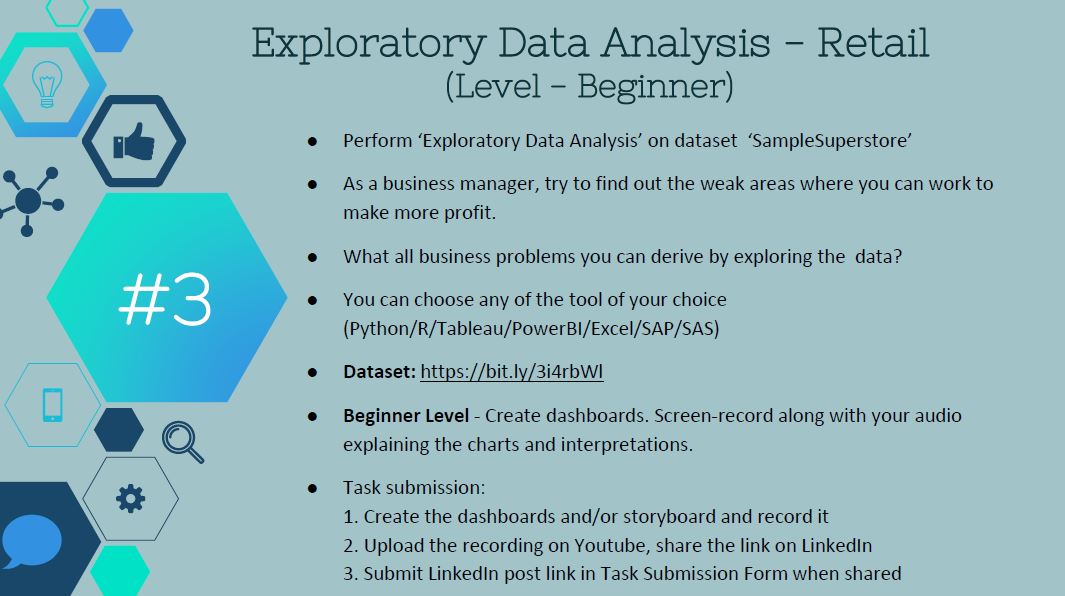 Exploratory Data Analysis – Retail
(Level – Beginner)
#3
● Perform ‘Exploratory Data Analysis’ on dataset ‘SampleSuperstore’
● As a business manager, try to find out the weak areas where you can work to
make more profit.
● What all business problems you can derive by exploring the data?
● You can choose any of the tool of your choice
(Python/R/Tableau/PowerBI/Excel/SAP/SAS)
● Dataset: https://bit.ly/3i4rbWl
● Beginner Level - Create dashboards. Screen-record along with your audio
explaining the charts and interpretations.
● Task submission:
1. Create the dashboards and/or storyboard and record it
2. Upload the recording on Youtube, share the link on LinkedIn
3. Submit LinkedIn post link in Task Submission Form when shared